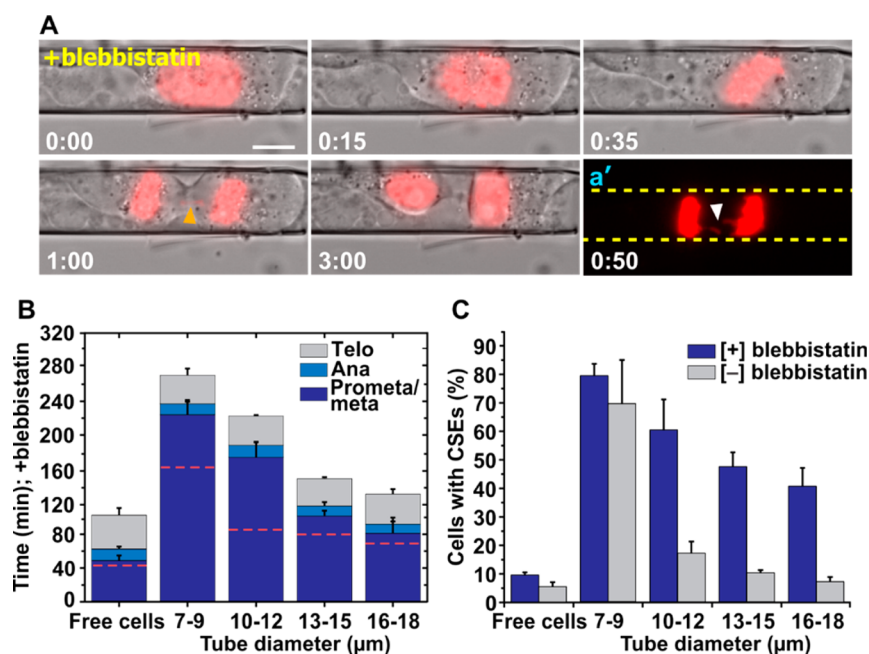 A
+blebbistatin
0:00
0:15
0:35
1:00
3:00
a′
0:50
B
Time (min); +blebbistatin
320
280
240
200
160
120
80
40
0
Telo
Ana
Prometa/
meta
Free cells 7-9 10-12 13-15 16-18
Tube diameter (µm)
C
Cells with CSEs (%)
90
80
70
60
50
40
30
20
10
0
[+] blebbistatin
[–] blebbistatin
Free cells 7-9 10-12 13-15 16-18
Tube diameter (µm)